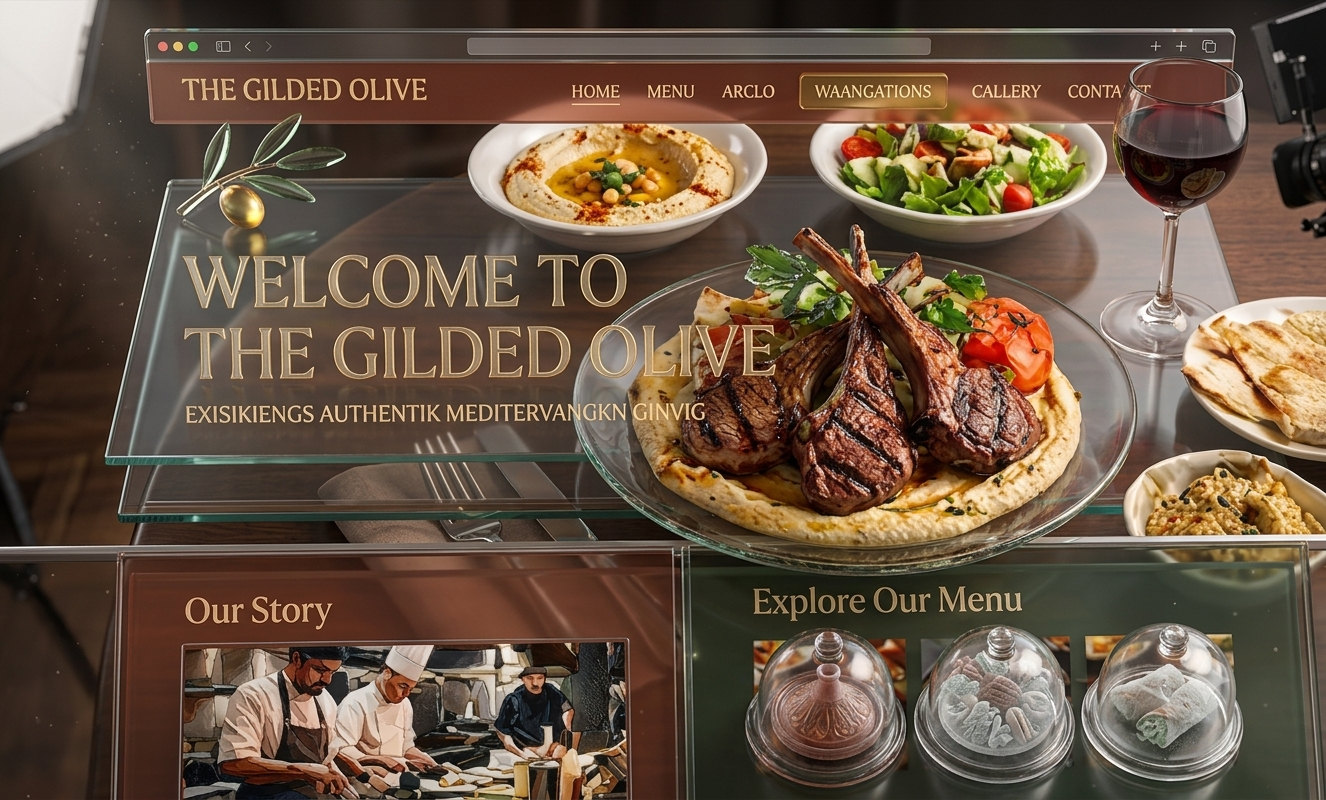 THE GILDED OLIVE
HOME MENU ARCLO WAANGATIONS CALLERY CONTACT
WELCOME TO
THE GILDED OLIVE
EXISIKIENGS AUTHENTIK MEDITERVANGKN GINVIG
Our Story
Explore Our Menu